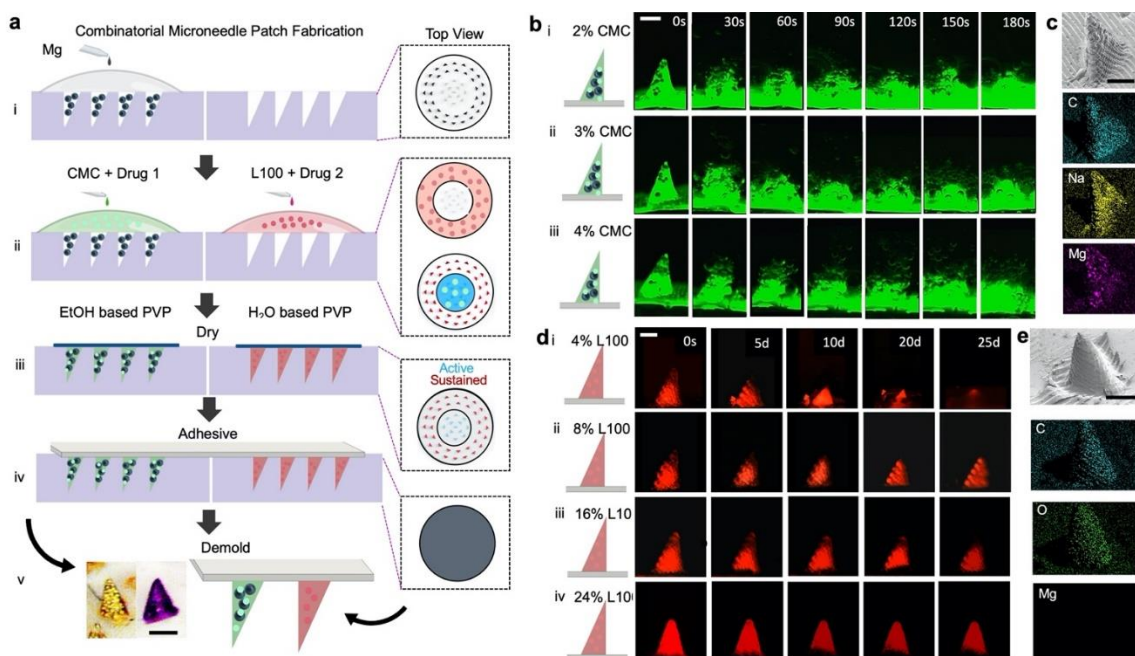 a
Combinatorial Microneedle Patch Fabrication
Top View
Mg
i
CMC + Drug 1
L100 + Drug 2
ii
EtOH based PVP
H₂O based PVP
Dry
iii
Active
Sustained
Adhesive
iv
Demold
v
b
i 2% CMC
0s 30s 60s 90s 120s 150s 180s
ii 3% CMC
iii 4% CMC
c
C
Na
Mg
d
i 4% L100
0s 5d 10d 20d 25d
ii 8% L100
iii 16% L10
iv 24% L10
e
C
O
Mg